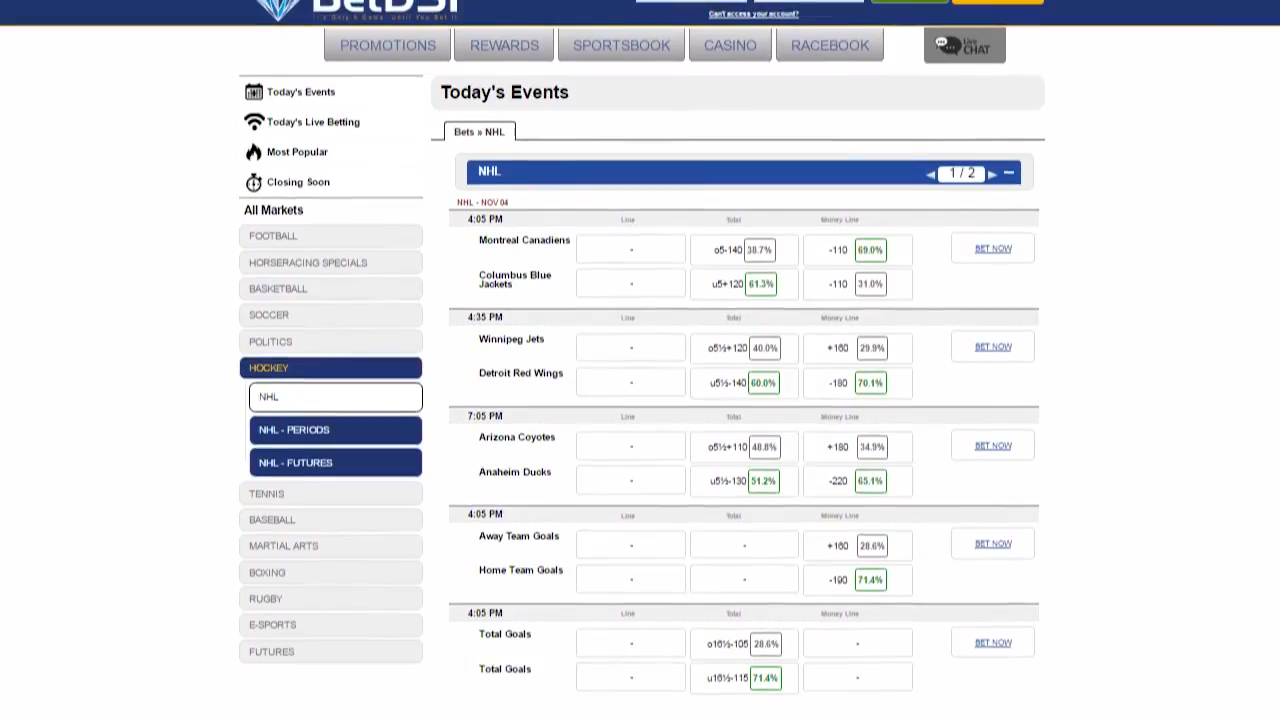 BetDSI
It's Only A Game...Until You Bet It
Can't access your account?
PROMOTIONS REWARDS SPORTSBOOK CASINO RACEBOOK Live CHAT
Today's Events
Today's Live Betting
Most Popular
Closing Soon
All Markets
FOOTBALL
HORSERACING SPECIALS
BASKETBALL
SOCCER
POLITICS
HOCKEY
NHL
NHL - PERIODS
NHL - FUTURES
TENNIS
BASEBALL
MARTIAL ARTS
BOXING
RUGBY
E-SPORTS
FUTURES
Today's Events
Bets » NHL
NHL 1 / 2
NHL - NOV 04
4:05 PM Line Total Money Line
Montreal Canadiens - o5-140 38.7% -110 69.0% BET NOW
Columbus Blue
Jackets - u5+120 61.3% -110 31.0%
4:35 PM Line Total Money Line
Winnipeg Jets - o5½+120 40.0% +160 29.9% BET NOW
Detroit Red Wings - u5½-140 60.0% -180 70.1%
7:05 PM Line Total Money Line
Arizona Coyotes - o5½+110 48.8% +180 34.9% BET NOW
Anaheim Ducks - u5½-130 51.2% -220 65.1%
4:05 PM Line Total Money Line
Away Team Goals - - +160 28.6% BET NOW
Home Team Goals - - -190 71.4%
4:05 PM Line Total Money Line
Total Goals - o16½-105 28.6% - BET NOW
Total Goals - u16½-115 71.4% -